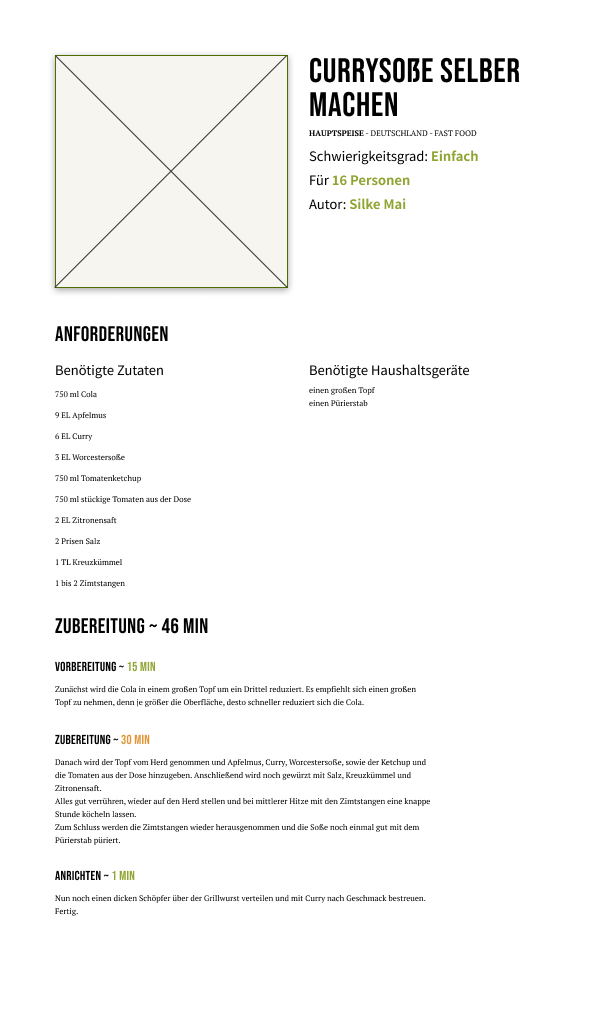 CURRYSOẞE SELBER
MACHEN
HAUPTSPEISE - DEUTSCHLAND - FAST FOOD
Schwierigkeitsgrad: Einfach
Für 16 Personen
Autor: Silke Mai
ANFORDERUNGEN
Benötigte Zutaten
750 ml Cola
9 EL Apfelmus
6 EL Curry
3 EL Worcestersoße
750 ml Tomatenketchup
750 ml stückige Tomaten aus der Dose
2 EL Zitronensaft
2 Prisen Salz
1 TL Kreuzkümmel
1 bis 2 Zimtstangen
Benötigte Haushaltsgeräte
einen großen Topf
einen Pürierstab
ZUBEREITUNG ~ 46 MIN
VORBEREITUNG ~ 15 MIN
Zunächst wird die Cola in einem großen Topf um ein Drittel reduziert. Es empfiehlt sich einen großen
Topf zu nehmen, denn je größer die Oberfläche, desto schneller reduziert sich die Cola.
ZUBEREITUNG ~ 30 MIN
Danach wird der Topf vom Herd genommen und Apfelmus, Curry, Worcestersoße, sowie der Ketchup und
die Tomaten aus der Dose hinzugeben. Anschließend wird noch gewürzt mit Salz, Kreuzkümmel und
Zitronensaft.
Alles gut verrühren, wieder auf den Herd stellen und bei mittlerer Hitze mit den Zimtstangen eine knappe
Stunde köcheln lassen.
Zum Schluss werden die Zimtstangen wieder herausgenommen und die Soße noch einmal gut mit dem
Pürierstab püriert.
ANRICHTEN ~ 1 MIN
Nun noch einen dicken Schöpfer über der Grillwurst verteilen und mit Curry nach Geschmack bestreuen.
Fertig.